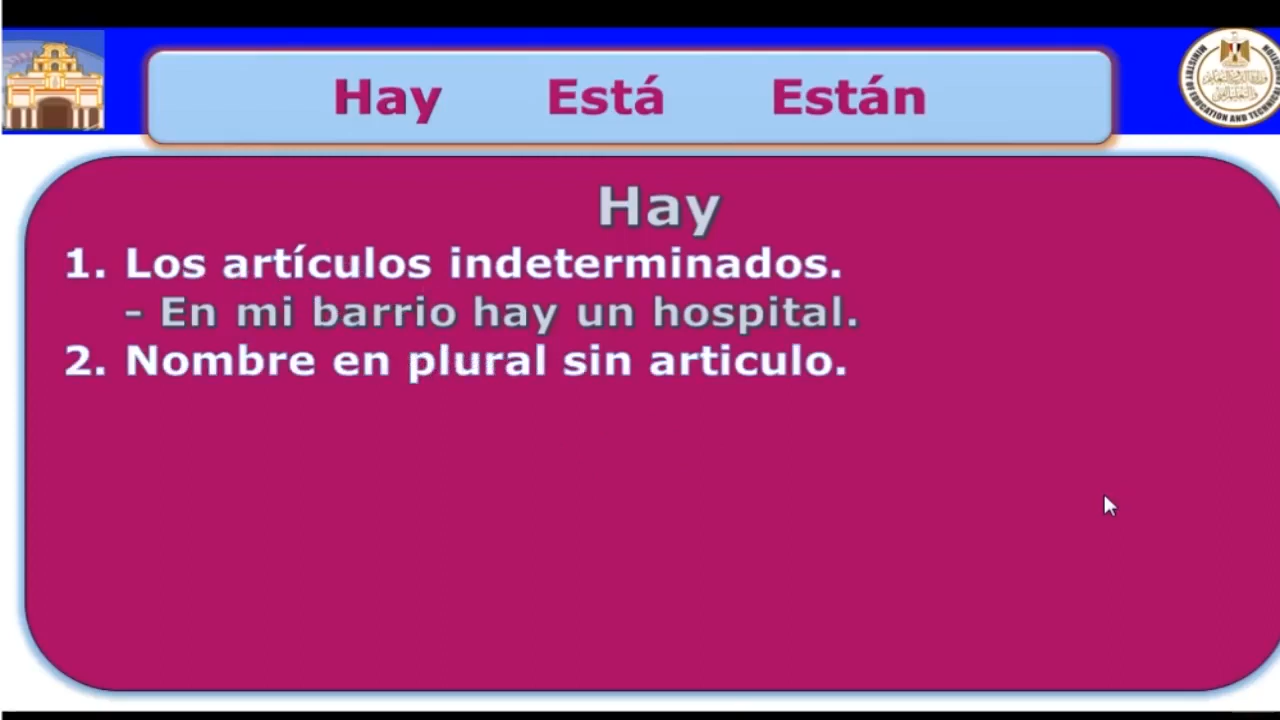 Hay Está Están
Hay
1. Los artículos indeterminados.
- En mi barrio hay un hospital.
2. Nombre en plural sin articulo.